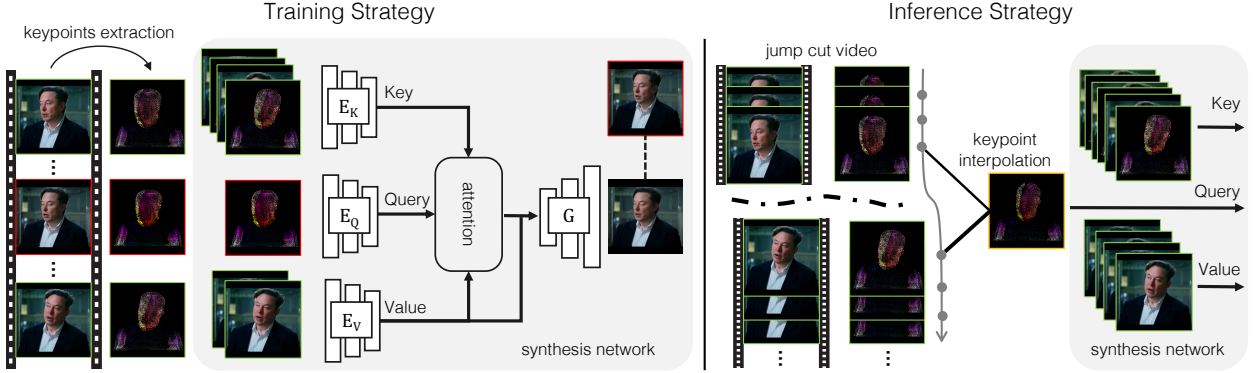 Training Strategy
keypoints extraction
...
...
E_K
Key
E_Q
Query
E_V
Value
attention
G
synthesis network
Inference Strategy
jump cut video
...
...
keypoint
interpolation
Key
Query
Value
synthesis network